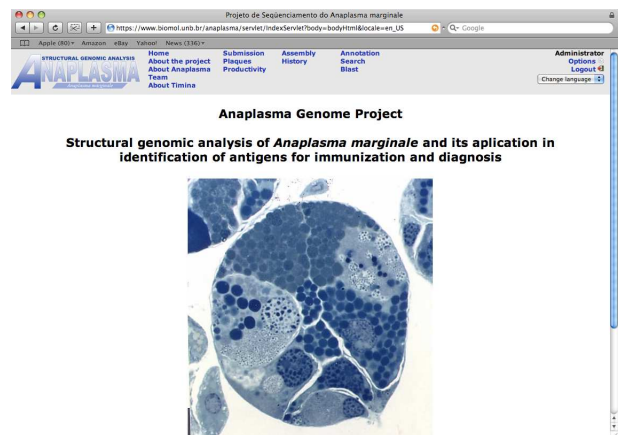 Projeto de Seqüenciamento do Anaplasma marginale
https://www.biomol.unb.br/anaplasma/servlet/IndexServlet?body=bodyHtml&locale=en_US
Google
Apple (80) Amazon eBay Yahoo! News (336)
STRUCTURAL GENOMIC ANALYSIS
ANAPLASMA
Anaplasma marginale
Home
About the project
About Anaplasma
Team
About Timina
Submission
Plaques
Productivity
Assembly
History
Annotation
Search
Blast
Administrator
Options
Logout
Change language
Anaplasma Genome Project
Structural genomic analysis of Anaplasma marginale and its aplication in
identification of antigens for immunization and diagnosis